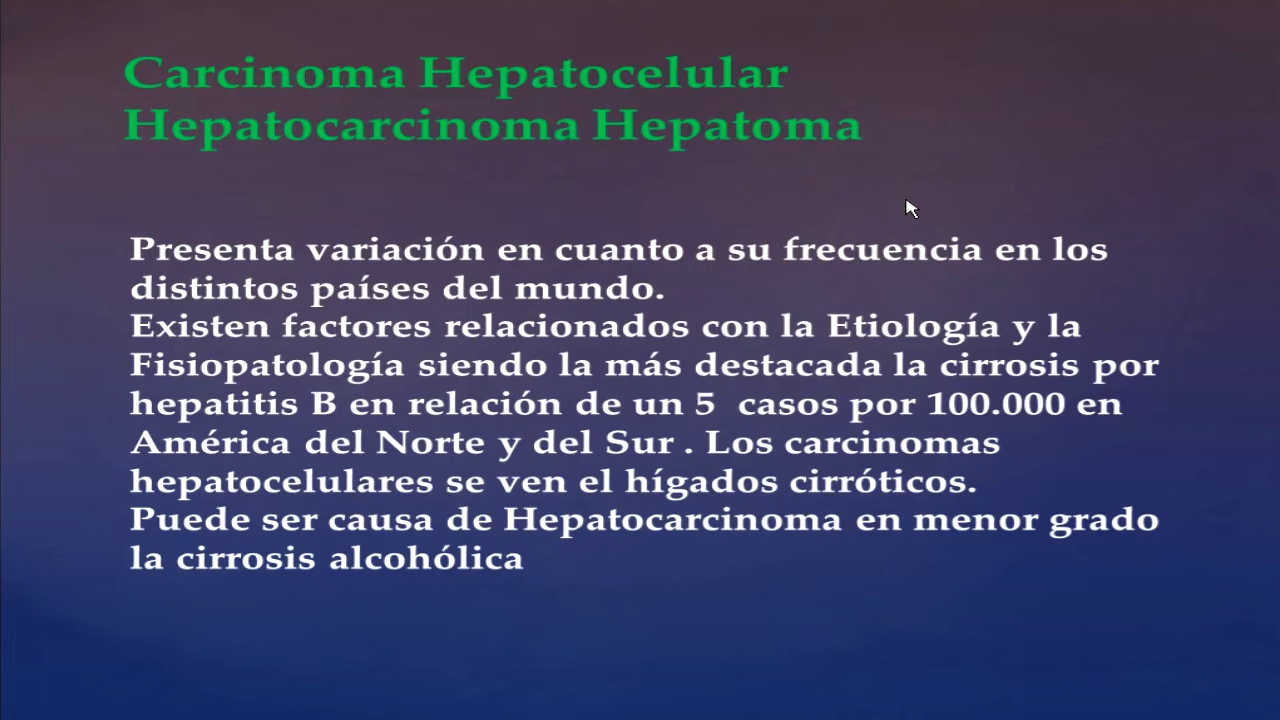 Carcinoma Hepatocelular
Hepatocarcinoma Hepatoma
Presenta variación en cuanto a su frecuencia en los
distintos países del mundo.
Existen factores relacionados con la Etiología y la
Fisiopatología siendo la más destacada la cirrosis por
hepatitis B en relación de un 5  casos por 100.000 en
América del Norte y del Sur . Los carcinomas
hepatocelulares se ven el hígados cirróticos.
Puede ser causa de Hepatocarcinoma en menor grado
la cirrosis alcohólica